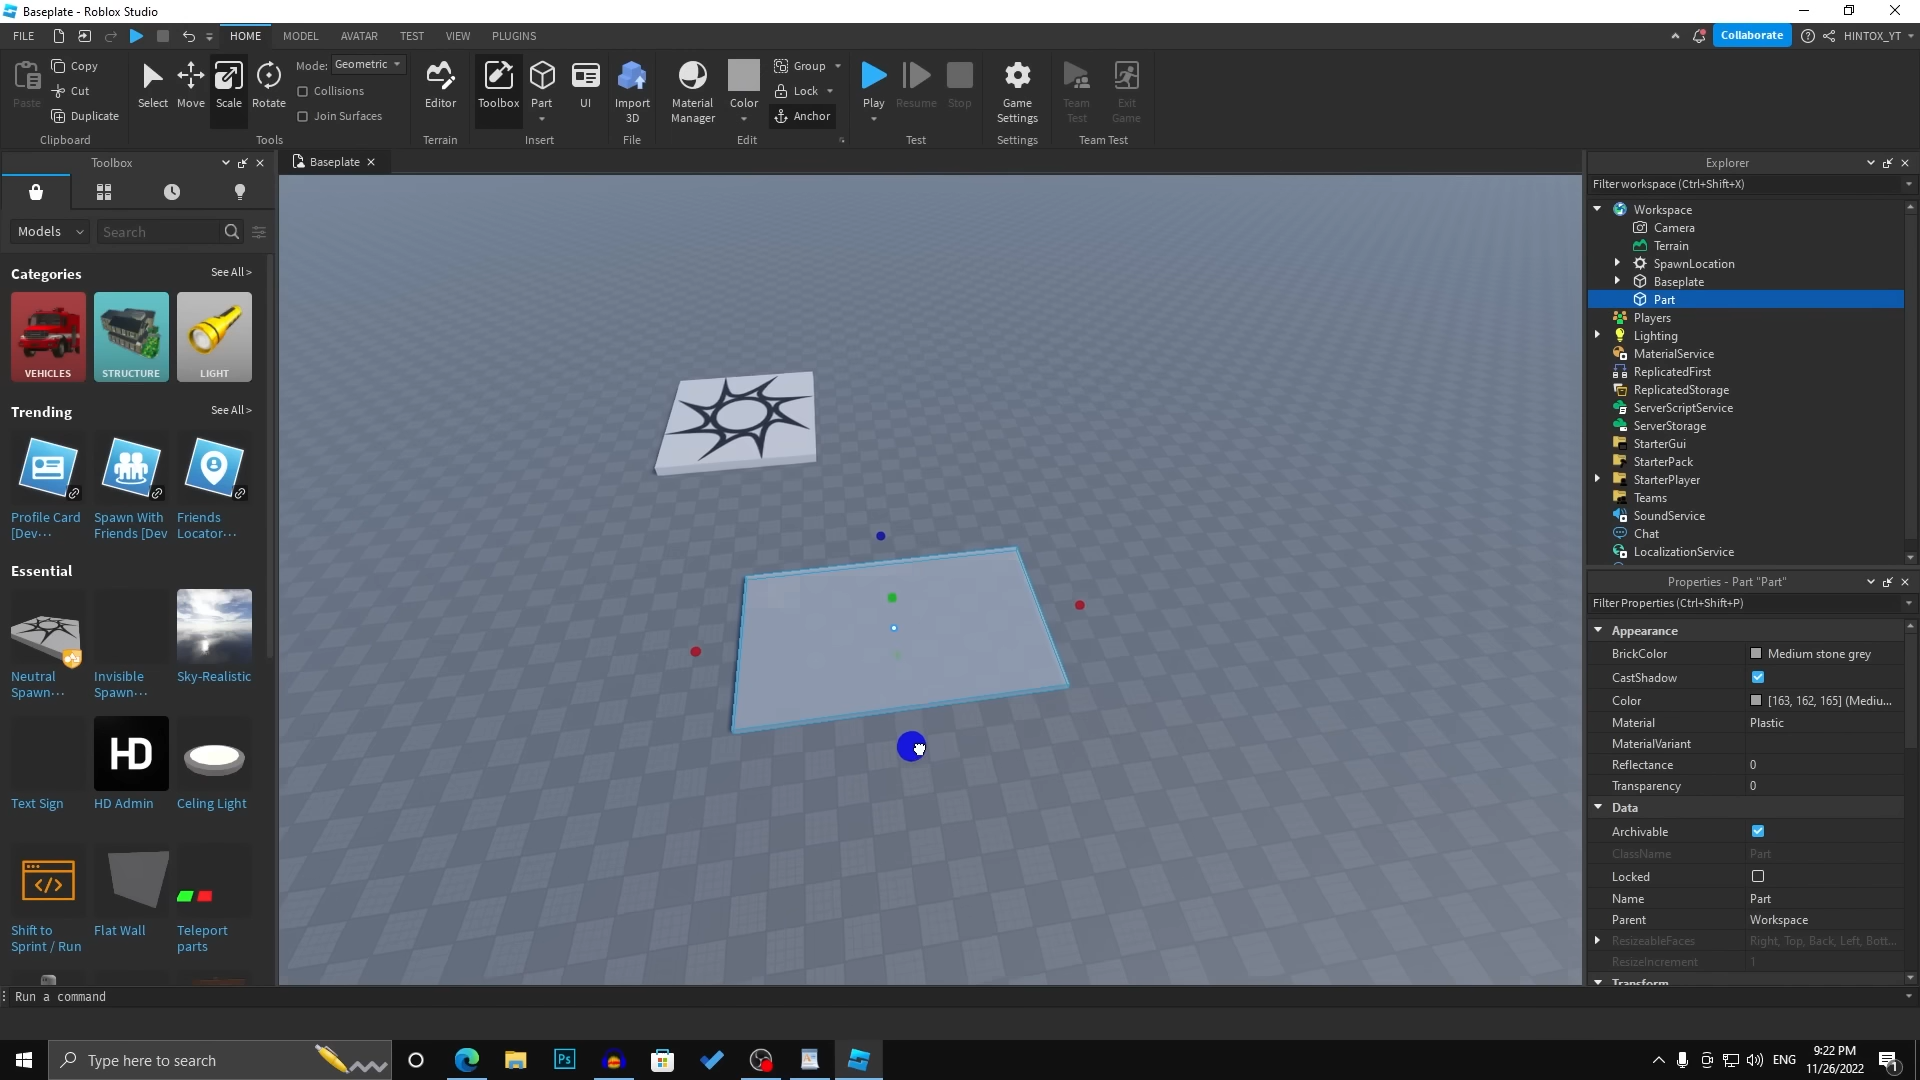 Baseplate - Roblox Studio
FILE HOME MODEL AVATAR TEST VIEW PLUGINS Collaborate HINTOX_YT
Paste Copy Cut Duplicate Clipboard
Select Move Scale Rotate Mode: Geometric Collisions Join Surfaces Tools
Editor Terrain
Toolbox Part UI Insert
Import 3D File
Material Manager Color Group Lock Anchor Edit
Play Resume Stop Test
Game Settings Settings
Team Test Exit Game Team Test
Toolbox
Models Search
Categories See All >
VEHICLES STRUCTURE LIGHT
Trending See All >
Profile Card [Dev··· Spawn With Friends [Dev Friends Locator···
Essential
Neutral Spawn··· Invisible Spawn··· Sky-Realistic
HD
Text Sign HD Admin Celing Light
Shift to Sprint / Run Flat Wall Teleport parts
Baseplate
Explorer
Filter workspace (Ctrl+Shift+X)
Workspace
Camera
Terrain
SpawnLocation
Baseplate
Part
Players
Lighting
MaterialService
ReplicatedFirst
ReplicatedStorage
ServerScriptService
ServerStorage
StarterGui
StarterPack
StarterPlayer
Teams
SoundService
Chat
LocalizationService
Properties - Part "Part"
Filter Properties (Ctrl+Shift+P)
Appearance
BrickColor Medium stone grey
CastShadow
Color [163, 162, 165] (Mediu...
Material Plastic
MaterialVariant
Reflectance 0
Transparency 0
Data
Archivable
ClassName Part
Locked
Name Part
Parent Workspace
ResizeableFaces Right, Top, Back, Left, Bott...
ResizeIncrement 1
Transform
Run a command
Type here to search
Ps
ENG
9:22 PM
11/26/2022
1